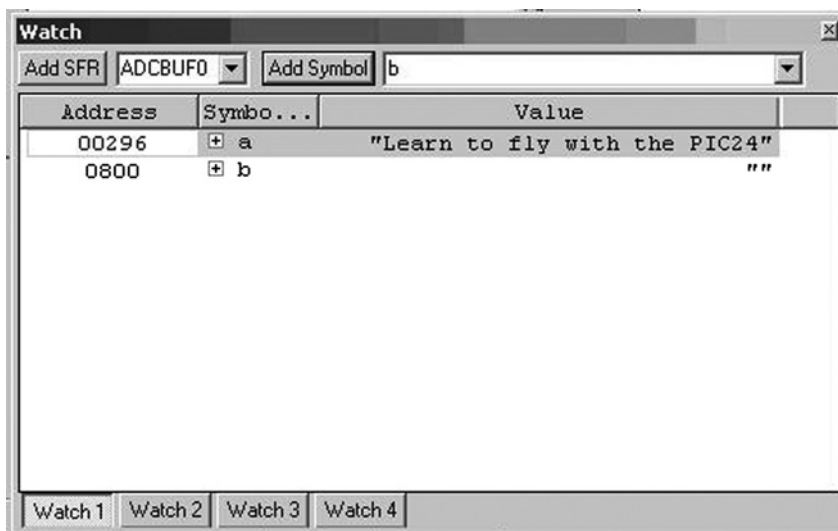 Watch
Add SFR ADCBUF0 Add Symbol b
Address Symbo... Value
00296 a "Learn to fly with the PIC24"
0800 b ""
Watch 1 Watch 2 Watch 3 Watch 4